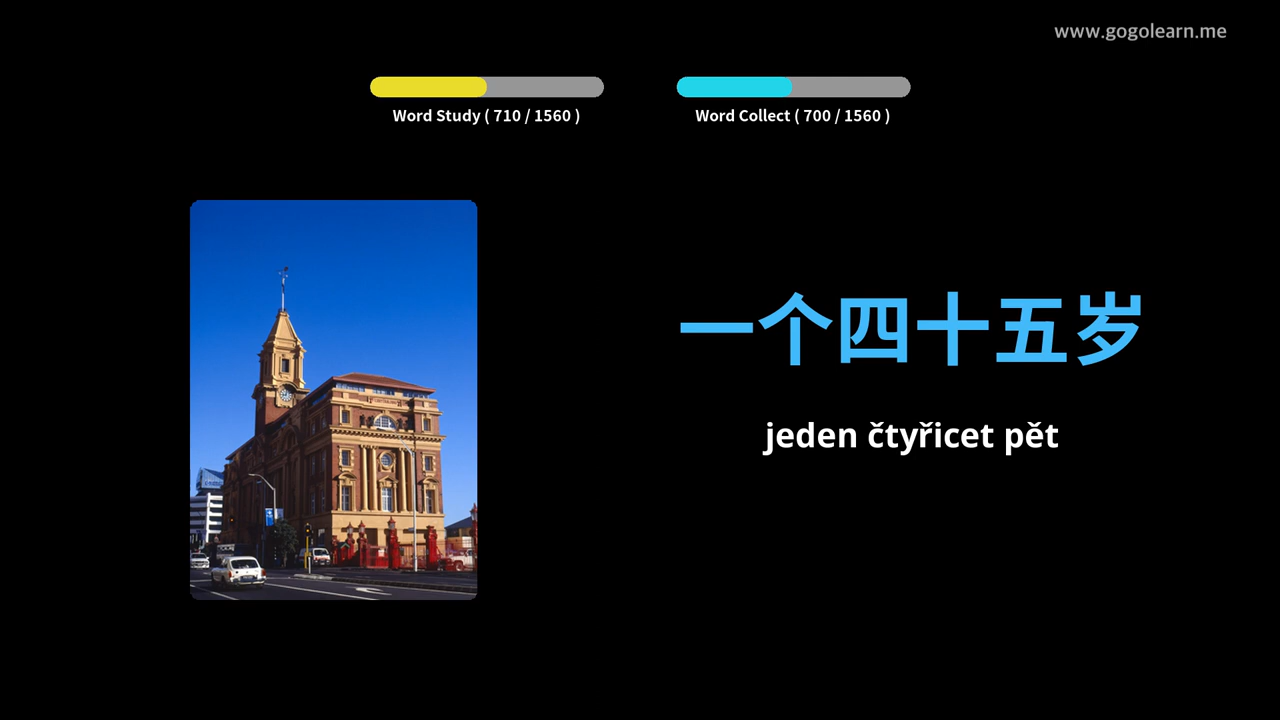 www.gogolearn.me
Word Study ( 710 / 1560 )
Word Collect ( 700 / 1560 )
一个四十五岁
jeden čtyřicet pět